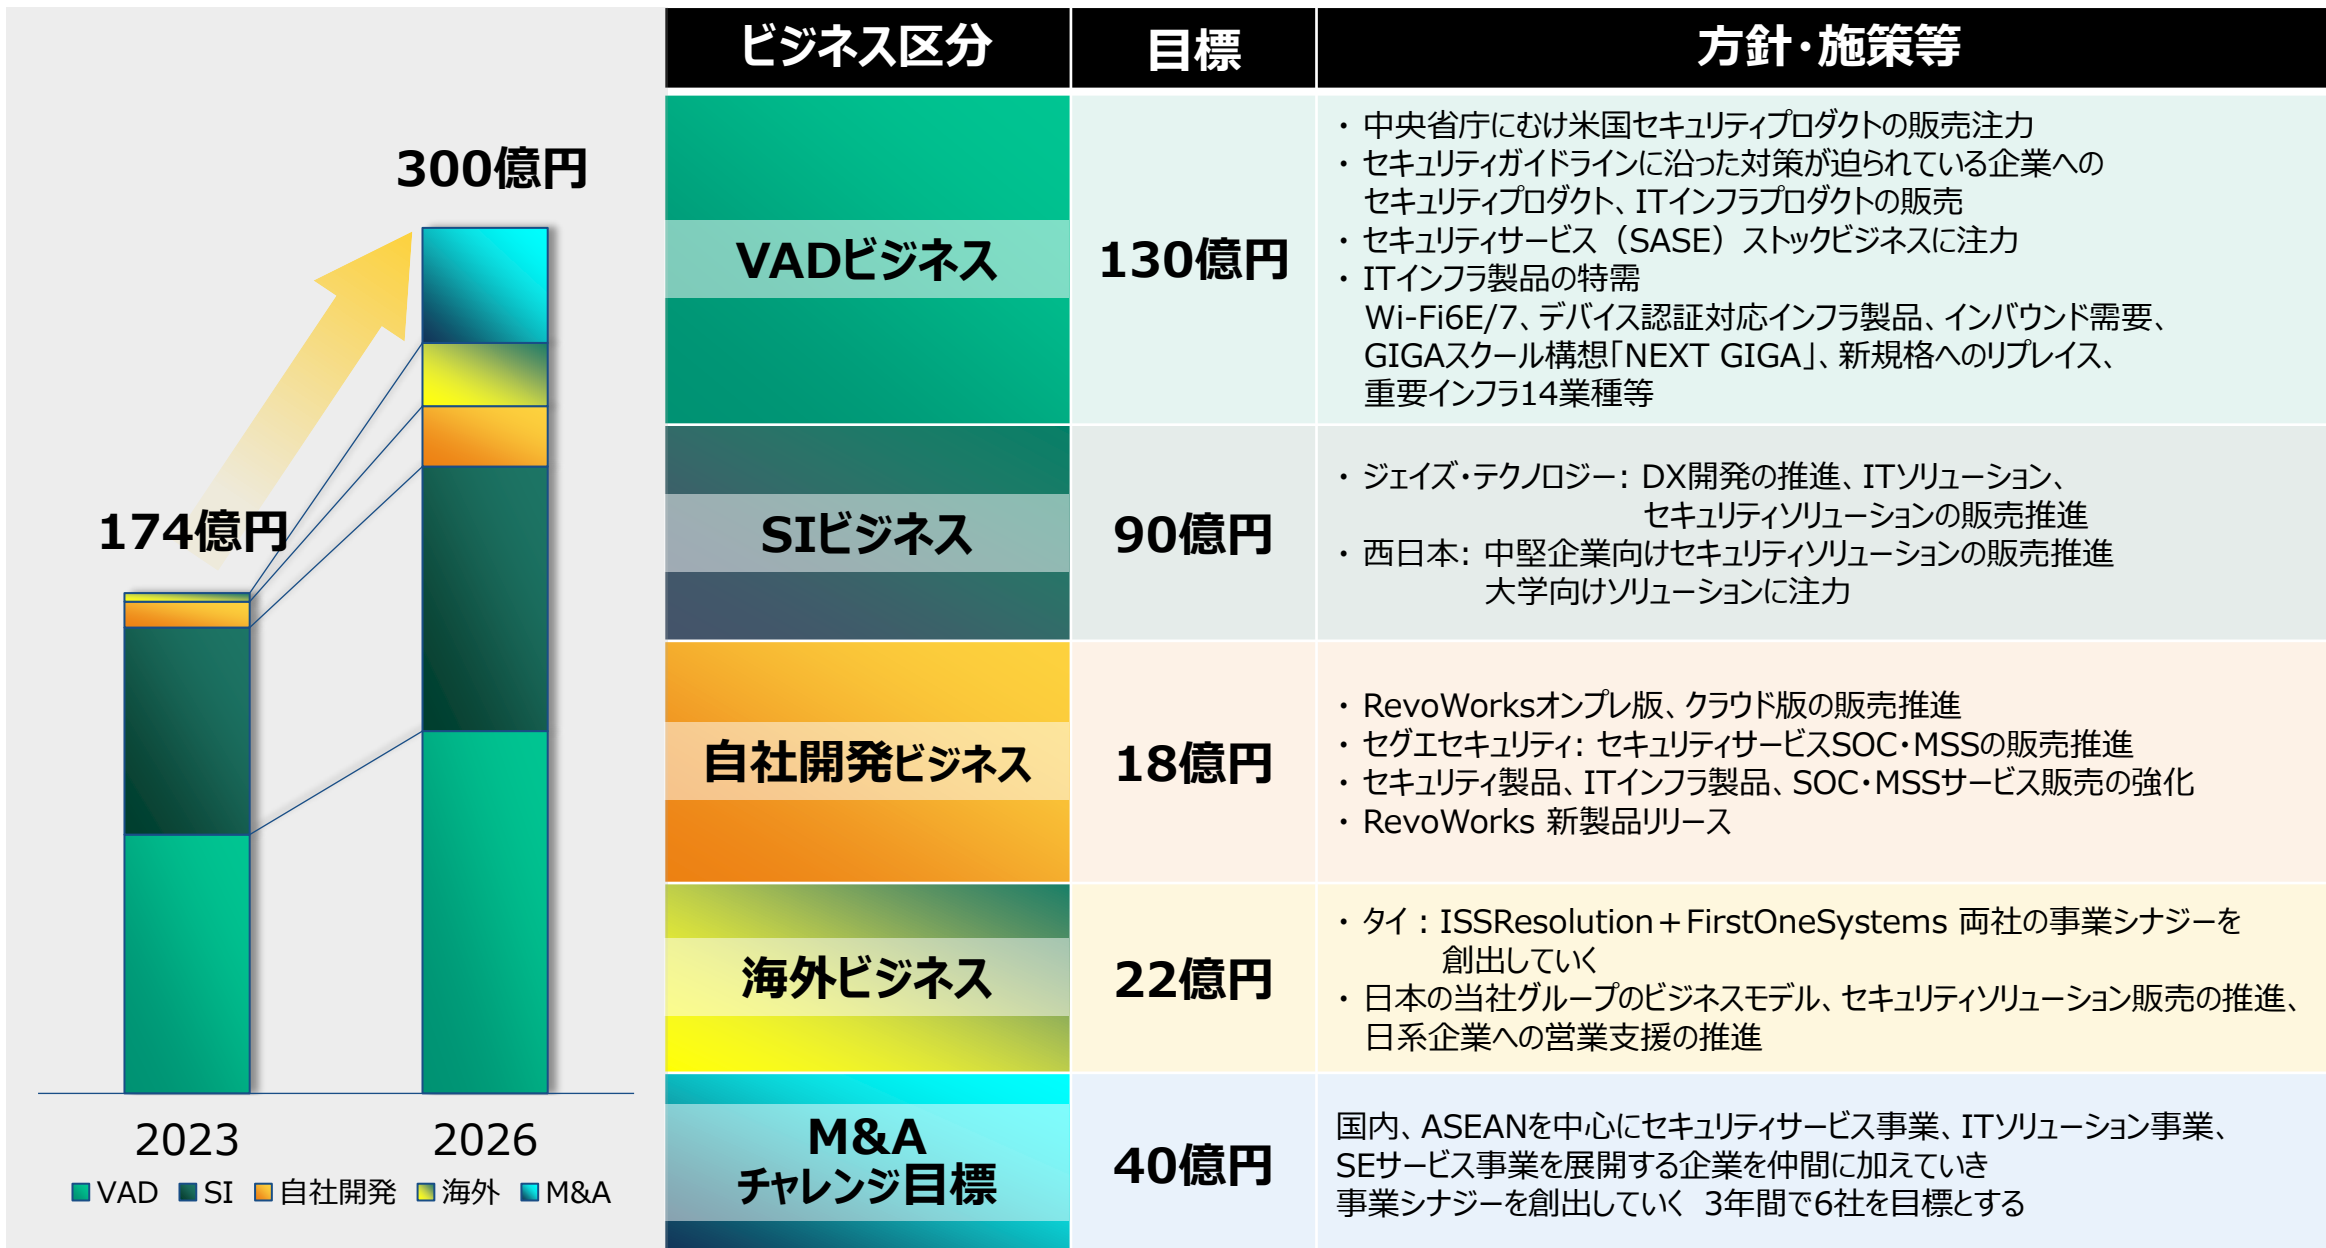 300億円
174億円
2023
2026
VAD
SI
自社開発
海外
M&A
ビジネス区分
目標
方針・施策等
VADビジネス
130億円
・ 中央省庁にむけ米国セキュリティプロダクトの販売注力
・ セキュリティガイドラインに沿った対策が迫られている企業への
セキュリティプロダクト、ITインフラプロダクトの販売
・ セキュリティサービス（SASE）ストックビジネスに注力
・ ITインフラ製品の特需
Wi-Fi6E/7、デバイス認証対応インフラ製品、インバウンド需要、
GIGAスクール構想「NEXT GIGA」、新規格へのリプレイス、
重要インフラ14業種等
SIビジネス
90億円
・ ジェイズ・テクノロジー: DX開発の推進、ITソリューション、
セキュリティソリューションの販売推進
・ 西日本: 中堅企業向けセキュリティソリューションの販売推進
大学向けソリューションに注力
自社開発ビジネス
18億円
・ RevoWorksオンプレ版、クラウド版の販売推進
・ セグエセキュリティ: セキュリティサービスSOC・MSSの販売推進
・ セキュリティ製品、ITインフラ製品、SOC・MSSサービス販売の強化
・ RevoWorks 新製品リリース
海外ビジネス
22億円
・ タイ : ISSResolution＋FirstOneSystems 両社の事業シナジーを
創出していく
・ 日本の当社グループのビジネスモデル、セキュリティソリューション販売の推進、
日系企業への営業支援の推進
M&A
チャレンジ目標
40億円
国内、ASEANを中心にセキュリティサービス事業、ITソリューション事業、
SEサービス事業を展開する企業を仲間に加えていき
事業シナジーを創出していく 3年間で6社を目標とする